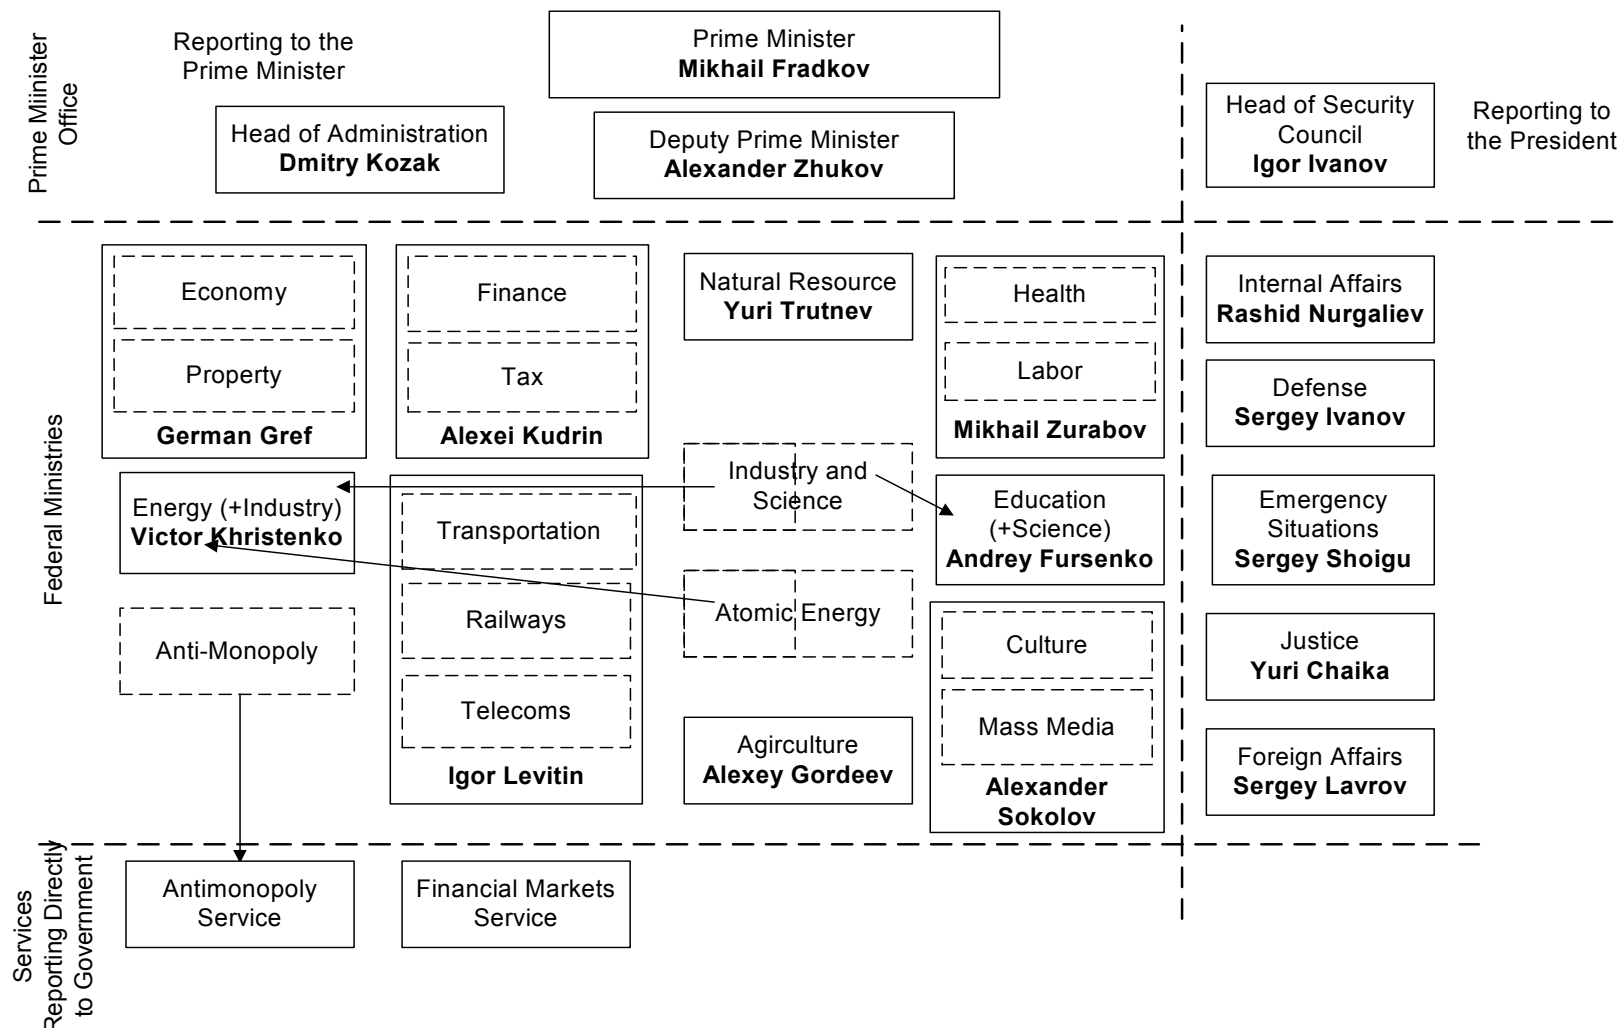 Prime Miinister
Office
Reporting to the
Prime Minister
Prime Minister
Mikhail Fradkov
Head of Administration
Dmitry Kozak
Deputy Prime Minister
Alexander Zhukov
Head of Security
Council
Igor Ivanov
Reporting to
the President
Federal Ministries
Economy
Property
German Gref
Finance
Tax
Alexei Kudrin
Natural Resource
Yuri Trutnev
Health
Labor
Mikhail Zurabov
Internal Affairs
Rashid Nurgaliev
Defense
Sergey Ivanov
Energy (+Industry)
Victor Khristenko
Transportation
Railways
Telecoms
Igor Levitin
Industry and
Science
Atomic Energy
Education
(+Science)
Andrey Fursenko
Emergency
Situations
Sergey Shoigu
Anti-Monopoly
Agirculture
Alexey Gordeev
Culture
Mass Media
Alexander
Sokolov
Justice
Yuri Chaika
Foreign Affairs
Sergey Lavrov
Services
Reporting Directly
to Government
Antimonopoly
Service
Financial Markets
Service